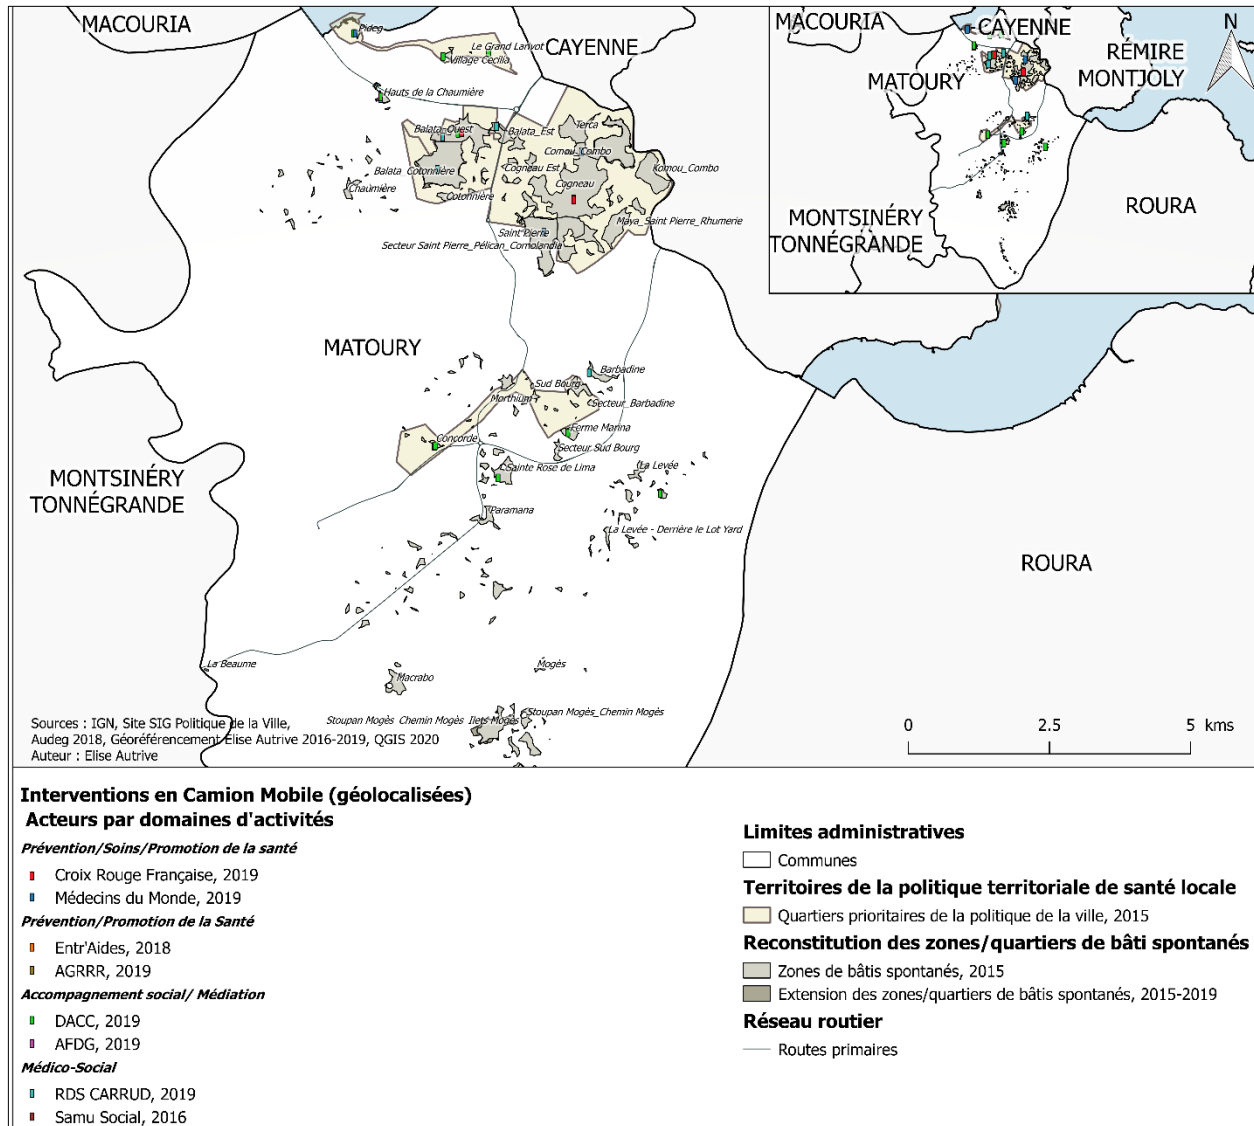 MACOURIA
CAYENNE
Pideg
Le Grand Larivot
Village Cécilia
Hauts de la Chaumière
Balata_Ouest
Balata_Est
Terca
Comou_Combo
Balata_Cotonnière
Cogneau Est
Komou_Combo
Cogneau
Chaumière
Cotonnière
Maya_Saint Pierre_Rhumerie
Saint Pierre
Secteur Saint Pierre_Pélican_Comolandia
MATOURY
Barbadine
Sud Bourg
Morthium
Secteur_Barbadine
Ferme Marina
Concorde
Secteur Sud Bourg
Sainte Rose de Lima
La Levée
Paramana
La Levée - Derrière le Lot Yard
MONTSINÉRY
TONNÉGRANDE
ROURA
La Beaume
Mogès
Macrabo
Stoupan Mogès_Chemin Mogès
Stoupan Mogès_Chemin Mogès_Ilets Mogès
MACOURIA
CAYENNE
N
RÉMIRE
MONTJOLY
MATOURY
MONTSINÉRY
TONNÉGRANDE
ROURA
Sources : IGN, Site SIG Politique de la Ville,
Audeg 2018, Géoréférencement Elise Autrive 2016-2019, QGIS 2020
Auteur : Elise Autrive
0 2.5 5 kms
Interventions en Camion Mobile (géolocalisées)
Acteurs par domaines d'activités
Prévention/Soins/Promotion de la santé
Croix Rouge Française, 2019
Médecins du Monde, 2019
Prévention/Promotion de la Santé
Entr'Aides, 2018
AGRRR, 2019
Accompagnement social/ Médiation
DACC, 2019
AFDG, 2019
Médico-Social
RDS CARRUD, 2019
Samu Social, 2016
Limites administratives
Communes
Territoires de la politique territoriale de santé locale
Quartiers prioritaires de la politique de la ville, 2015
Reconstitution des zones/quartiers de bâti spontanés
Zones de bâtis spontanés, 2015
Extension des zones/quartiers de bâtis spontanés, 2015-2019
Réseau routier
Routes primaires